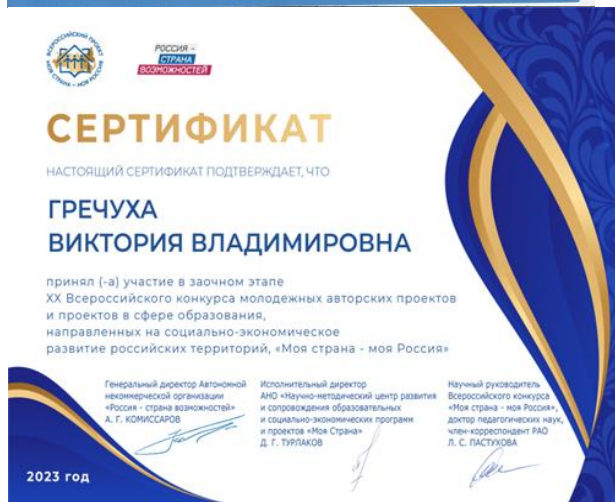 ВСЕРОССИЙСКИЙ ПРОЕКТ
МОЯ СТРАНА - МОЯ РОССИЯ
РОССИЯ –
СТРАНА
ВОЗМОЖНОСТЕЙ
СЕРТИФИКАТ
НАСТОЯЩИЙ СЕРТИФИКАТ ПОДТВЕРЖДАЕТ, ЧТО
ГРЕЧУХА
ВИКТОРИЯ ВЛАДИМИРОВНА
принял (-а) участие в заочном этапе
XX Всероссийского конкурса молодежных авторских проектов
и проектов в сфере образования,
направленных на социально-экономическое
развитие российских территорий, «Моя страна - моя Россия»
Генеральный директор Автономной
некоммерческой организации
«Россия - страна возможностей»
А. Г. КОМИССАРОВ
Исполнительный директор
АНО «Научно-методический центр развития
и сопровождения образовательных
и социально-экономических программ
и проектов «Моя Страна»
Д. Г. ТУРЛАКОВ
Научный руководитель
Всероссийского конкурса
«Моя страна - моя Россия»,
доктор педагогических наук,
член-корреспондент РАО
Л. С. ПАСТУХОВА
2023 год